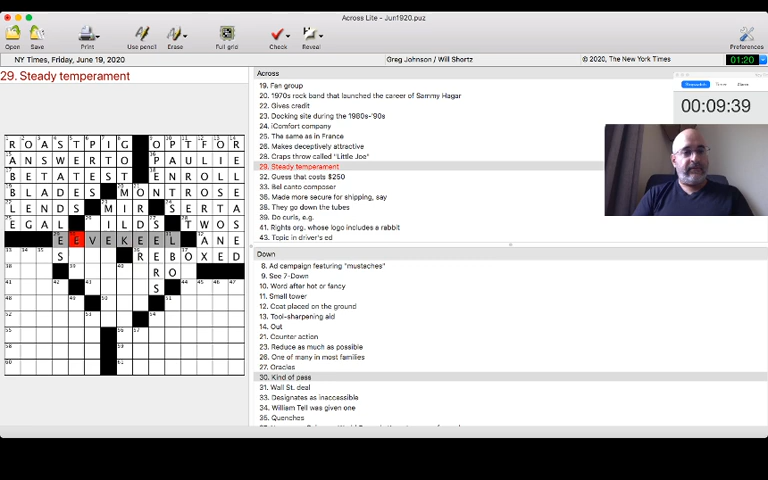 Across Lite - Jun1920.puz
Open Save Print Use pencil Erase Full grid Check Reveal Preferences
NY Times, Friday, June 19, 2020
Greg Johnson / Will Shortz
© 2020, The New York Times
01:20
29. Steady temperament
Across
19. Fan group
20. 1970s rock band that launched the career of Sammy Hagar
22. Gives credit
23. Docking site during the 1980s-'90s
24. iComfort company
25. The same as in France
26. Makes deceptively attractive
28. Craps throw called "Little Joe"
29. Steady temperament
32. Guess that costs $250
33. Bel canto composer
36. Made more secure for shipping, say
38. They go down the tubes
39. Do curls, e.g.
41. Rights org. whose logo includes a rabbit
43. Topic in driver's ed
00:09:39
ROASTPIG OPTFOR
ANSWERTO PAULIE
BETATEST ENROLL
BLADES MONTROSE
LENDS MIR SERTA
EGAL GILDS TWOS
EEVEKEEL ANE
S REBOXED
E R O
R
S
Down
8. Ad campaign featuring "mustaches"
9. See 7-Down
10. Word after hot or fancy
11. Small tower
12. Coat placed on the ground
13. Tool-sharpening aid
14. Out
21. Counter action
23. Reduce as much as possible
26. One of many in most families
27. Oracles
30. Kind of pass
31. Wall St. deal
33. Designates as inaccessible
34. William Tell was given one
35. Quenches